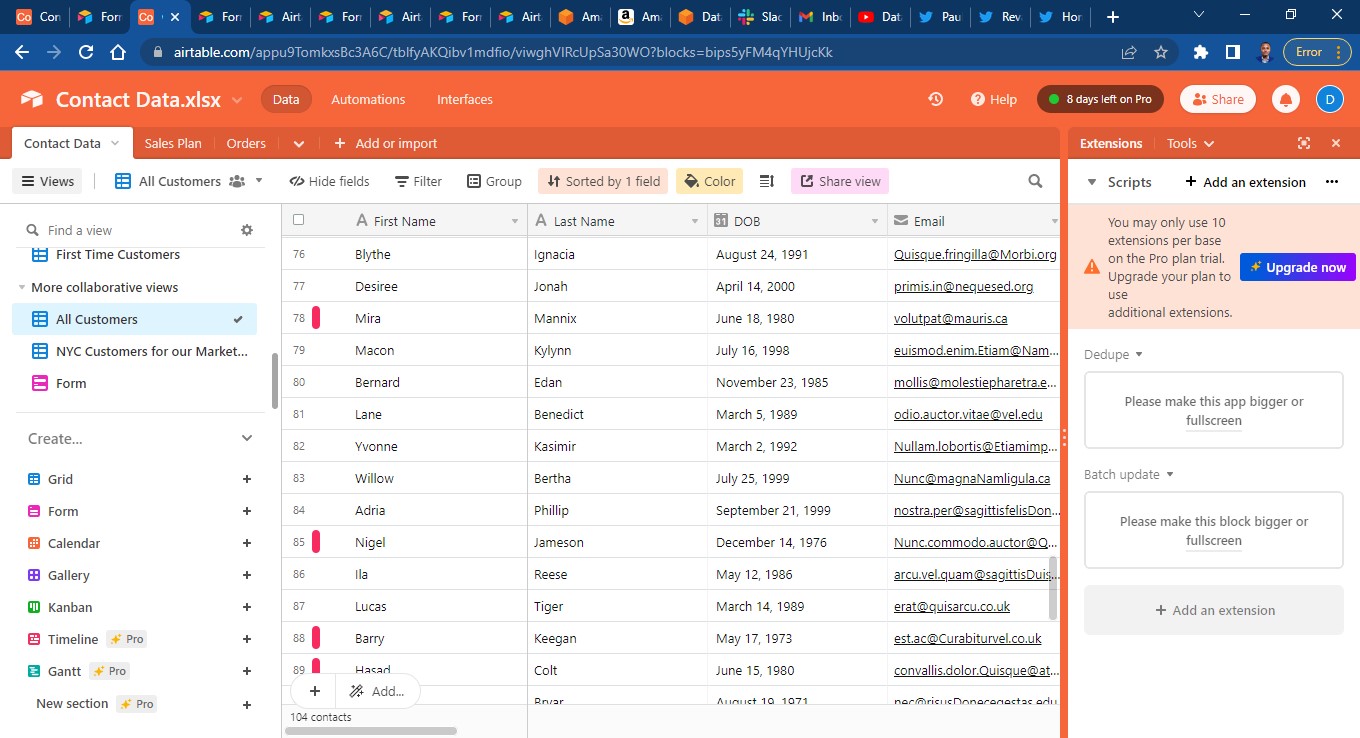 Con
For
Co
For
Airt
For
Airt
For
Airt
Ama
Ama
Data
Slac
Inb
Dat
Pau
Rev
Hor
airtable.com/appu9TomkxsBc3A6C/tblfyAKQjbv1mdfio/viwghVIRcUpSa30WO?blocks=bips5yFM4qYHUjcKk
Error
Contact Data.xlsx
Data
Automations
Interfaces
Help
8 days left on Pro
Share
D
Contact Data
Sales Plan
Orders
Add or import
Extensions
Tools
Views
All Customers
Hide fields
Filter
Group
Sorted by 1 field
Color
Share view
Scripts
Add an extension
Find a view
First Time Customers
More collaborative views
All Customers
NYC Customers for our Market...
Form
Create...
Grid
Form
Calendar
Gallery
Kanban
Timeline Pro
Gantt Pro
New section Pro
First Name Last Name DOB Email
76 Blythe Ignacia August 24, 1991 Quisque.fringilla@Morbi.org
77 Desiree Jonah April 14, 2000 primis.in@nequesed.org
78 Mira Mannix June 18, 1980 volutpat@mauris.ca
79 Macon Kylynn July 16, 1998 euismod.enim.Etiam@Nam...
80 Bernard Edan November 23, 1985 mollis@molestiepharetra.e...
81 Lane Benedict March 5, 1989 odio.auctor.vitae@vel.edu
82 Yvonne Kasimir March 2, 1992 Nullam.lobortis@Etiamimp...
83 Willow Bertha July 25, 1999 Nunc@magnaNamligula.ca
84 Adria Phillip September 21, 1999 nostra.per@sagittisfelisDon...
85 Nigel Jameson December 14, 1976 Nunc.commodo.auctor@Q...
86 Ila Reese May 12, 1986 arcu.vel.quam@sagittisDuis...
87 Lucas Tiger March 14, 1989 erat@quisarcu.co.uk
88 Barry Keegan May 17, 1973 est.ac@Curabiturvel.co.uk
89 Hasad Colt June 15, 1980 convallis.dolor.Quisque@at...
Bryar August 19, 1971 nec@risusDonecegestas.edu
Add...
104 contacts
You may only use 10
extensions per base
on the Pro plan trial.
Upgrade your plan to
use
additional extensions.
Upgrade now
Dedupe
Please make this app bigger or
fullscreen
Batch update
Please make this block bigger or
fullscreen
Add an extension